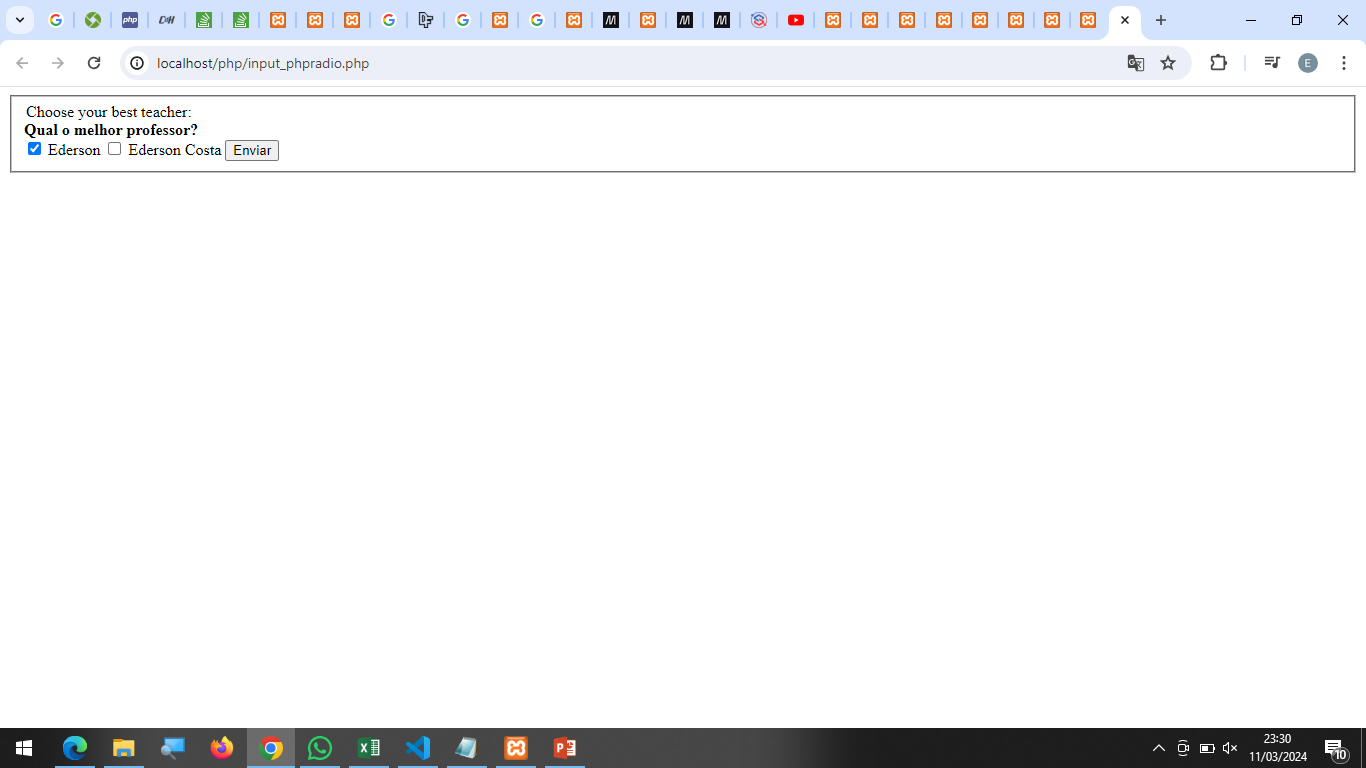 php
localhost/php/input_phpradio.php
E
Choose your best teacher:
Qual o melhor professor?
Ederson Ederson Costa Enviar
23:30
11/03/2024
10